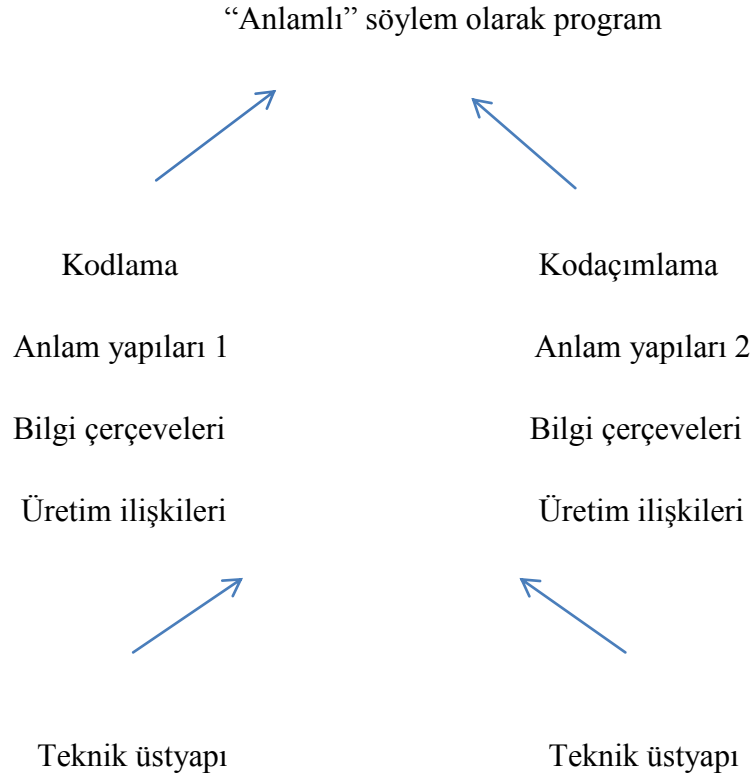 “Anlamlı” söylem olarak program
Kodlama Kodaçımlama
Anlam yapıları 1 Anlam yapıları 2
Bilgi çerçeveleri Bilgi çerçeveleri
Üretim ilişkileri Üretim ilişkileri
Teknik üstyapı Teknik üstyapı